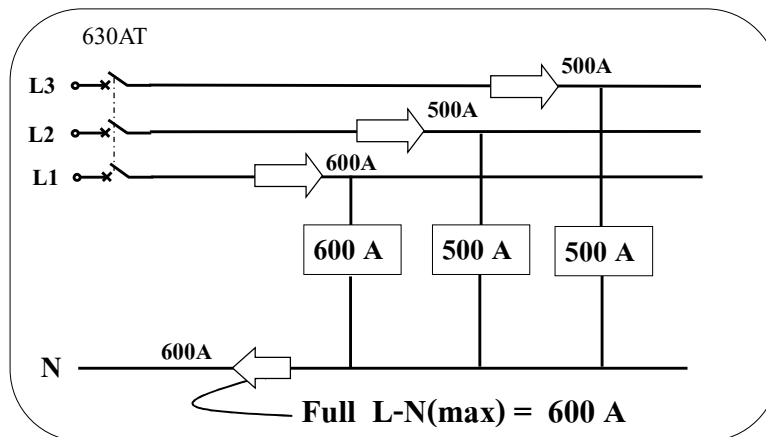 630AT
L3
500A
L2
500A
L1
600A
600 A
500 A
500 A
N
600A
Full L-N(max) = 600 A